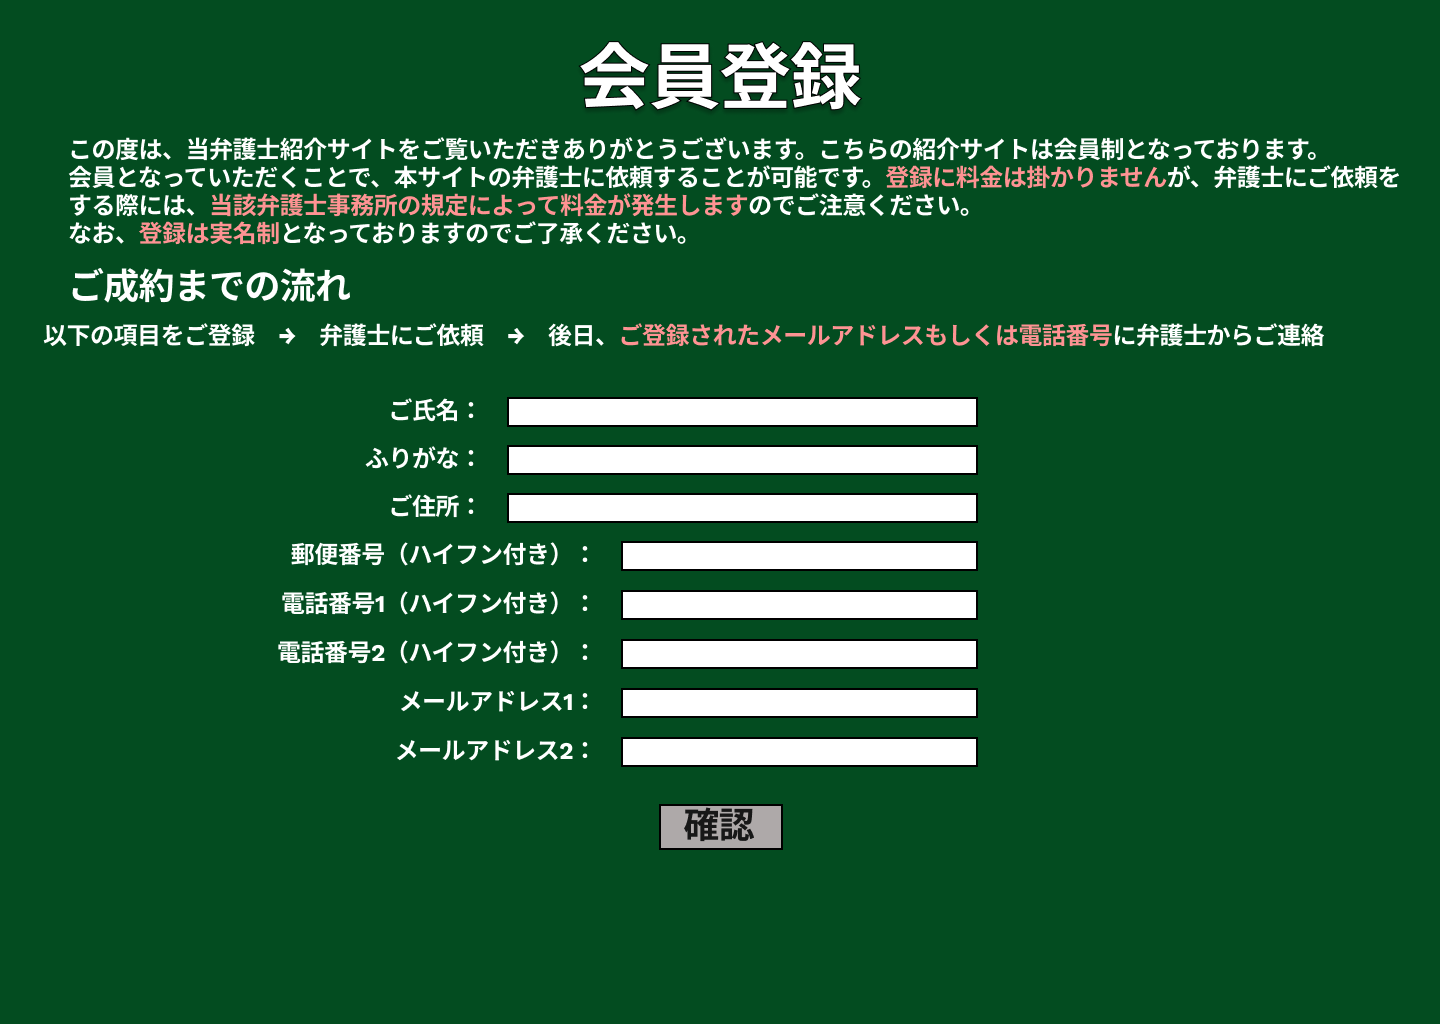 会員登録
この度は、当弁護士紹介サイトをご覧いただきありがとうございます。こちらの紹介サイトは会員制となっております。
会員となっていただくことで、本サイトの弁護士に依頼することが可能です。登録に料金は掛かりませんが、弁護士にご依頼を
する際には、当該弁護士事務所の規定によって料金が発生しますのでご注意ください。
なお、登録は実名制となっておりますのでご了承ください。
ご成約までの流れ
以下の項目をご登録　→　弁護士にご依頼　→　後日、ご登録されたメールアドレスもしくは電話番号に弁護士からご連絡
ご氏名：
ふりがな：
ご住所：
郵便番号（ハイフン付き）：
電話番号1（ハイフン付き）：
電話番号2（ハイフン付き）：
メールアドレス1：
メールアドレス2：
確認